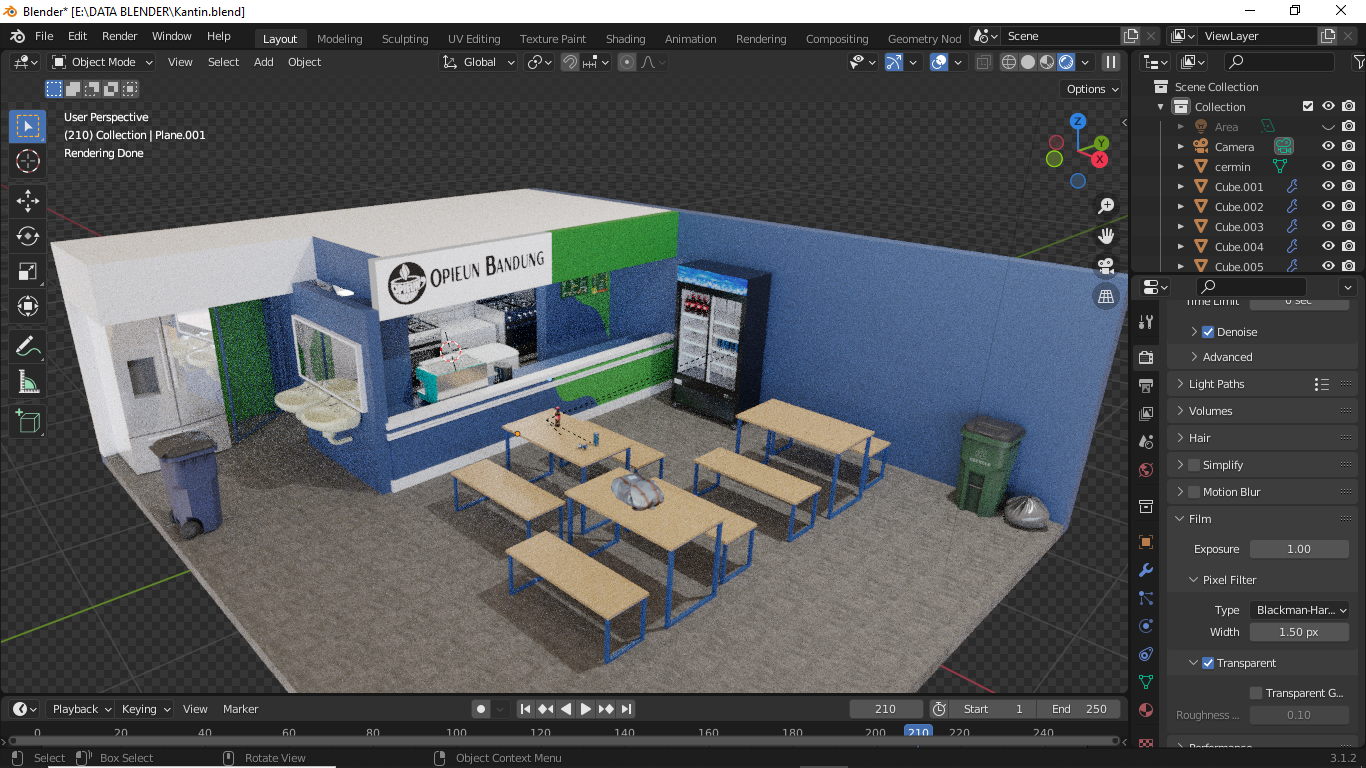 Blender* [E:\DATA BLENDER\Kantin.blend]
File Edit Render Window Help
Layout Modeling Sculpting UV Editing Texture Paint Shading Animation Rendering Compositing Geometry Nod
Scene
ViewLayer
Object Mode View Select Add Object
Global
Options
User Perspective
(210) Collection | Plane.001
Rendering Done
Z
Y
X
OPIEUN BANDUNG
Scene Collection
Collection
Area
Camera
cermin
Cube.001
Cube.002
Cube.003
Cube.004
Cube.005
Time Limit 0 sec
Denoise
Advanced
Light Paths
Volumes
Hair
Simplify
Motion Blur
Film
Exposure 1.00
Pixel Filter
Type Blackman-Har...
Width 1.50 px
Transparent
Transparent G...
Roughness ... 0.10
Performance
Playback Keying View Marker
210
Start 1 End 250
0 20 40 60 80 100 120 140 160 180 200 210 220 240
Select Box Select Rotate View Object Context Menu
3.1.2